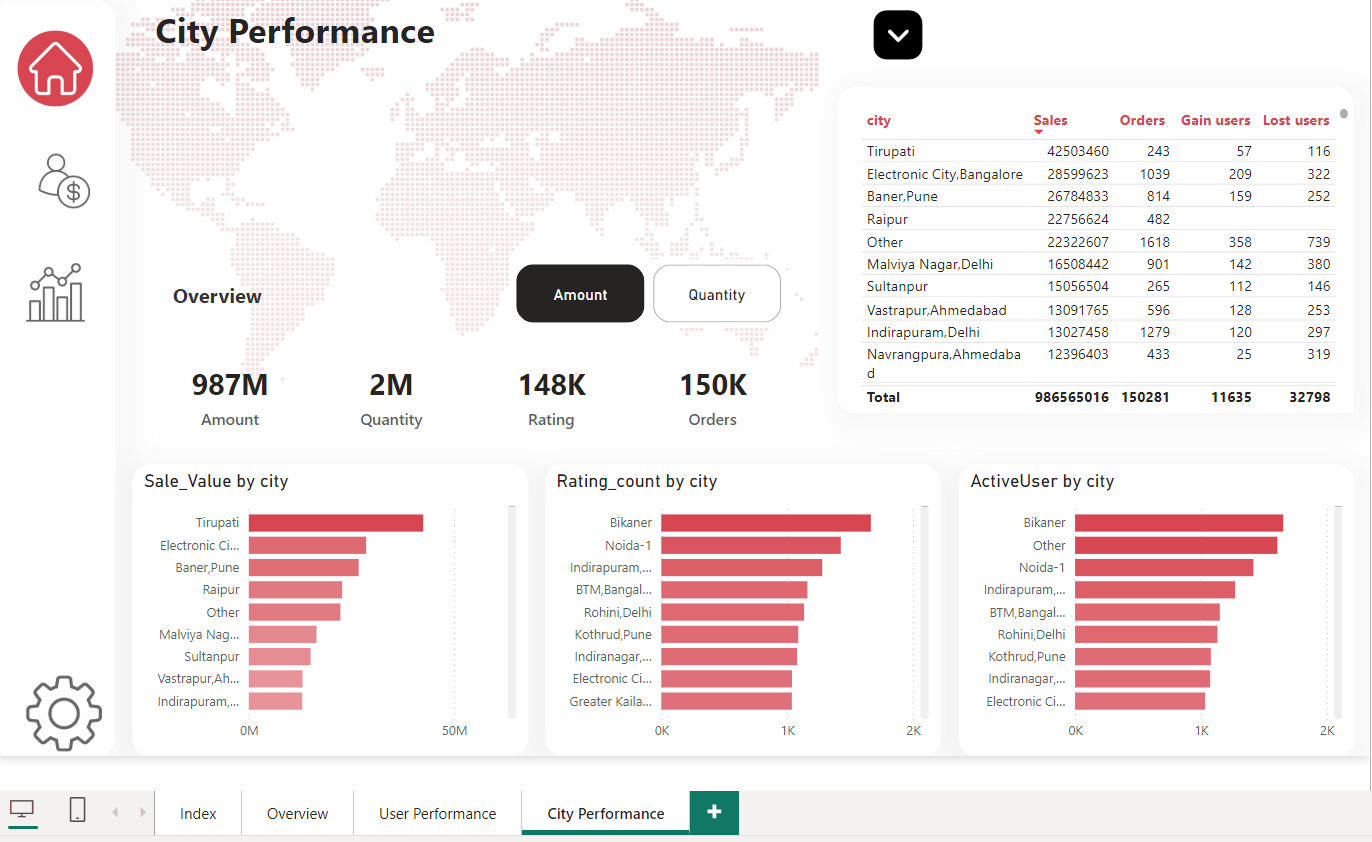 City Performance
city Sales Orders Gain users Lost users
Tirupati 42503460 243 57 116
Electronic City,Bangalore 28599623 1039 209 322
Baner,Pune 26784833 814 159 252
Raipur 22756624 482
Other 22322607 1618 358 739
Malviya Nagar,Delhi 16508442 901 142 380
Sultanpur 15056504 265 112 146
Vastrapur,Ahmedabad 13091765 596 128 253
Indirapuram,Delhi 13027458 1279 120 297
Navrangpura,Ahmedaba 12396403 433 25 319
d
Total 986565016 150281 11635 32798
Overview
Amount Quantity
987M 2M 148K 150K
Amount Quantity Rating Orders
Sale_Value by city
Tirupati
Electronic Ci...
Baner,Pune
Raipur
Other
Malviya Nag...
Sultanpur
Vastrapur,Ah...
Indirapuram,...
0M 50M
Rating_count by city
Bikaner
Noida-1
Indirapuram,...
BTM,Bangal...
Rohini,Delhi
Kothrud,Pune
Indiranagar,...
Electronic Ci...
Greater Kaila...
0K 1K 2K
ActiveUser by city
Bikaner
Other
Noida-1
Indirapuram,...
BTM,Bangal...
Rohini,Delhi
Kothrud,Pune
Indiranagar,...
Electronic Ci...
0K 1K 2K
Index Overview User Performance City Performance +